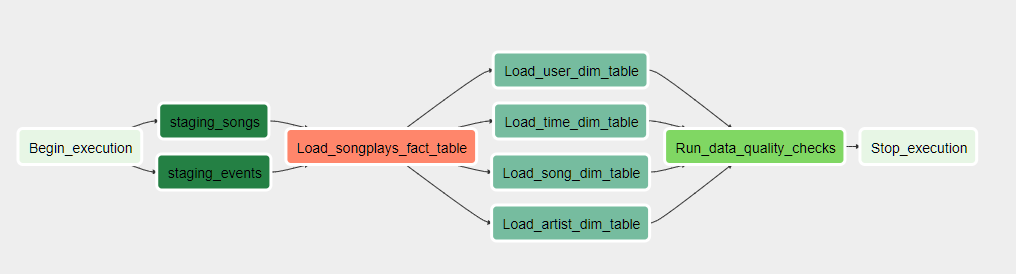 Begin_execution
staging_songs
staging_events
Load_songplays_fact_table
Load_user_dim_table
Load_time_dim_table
Load_song_dim_table
Load_artist_dim_table
Run_data_quality_checks
Stop_execution